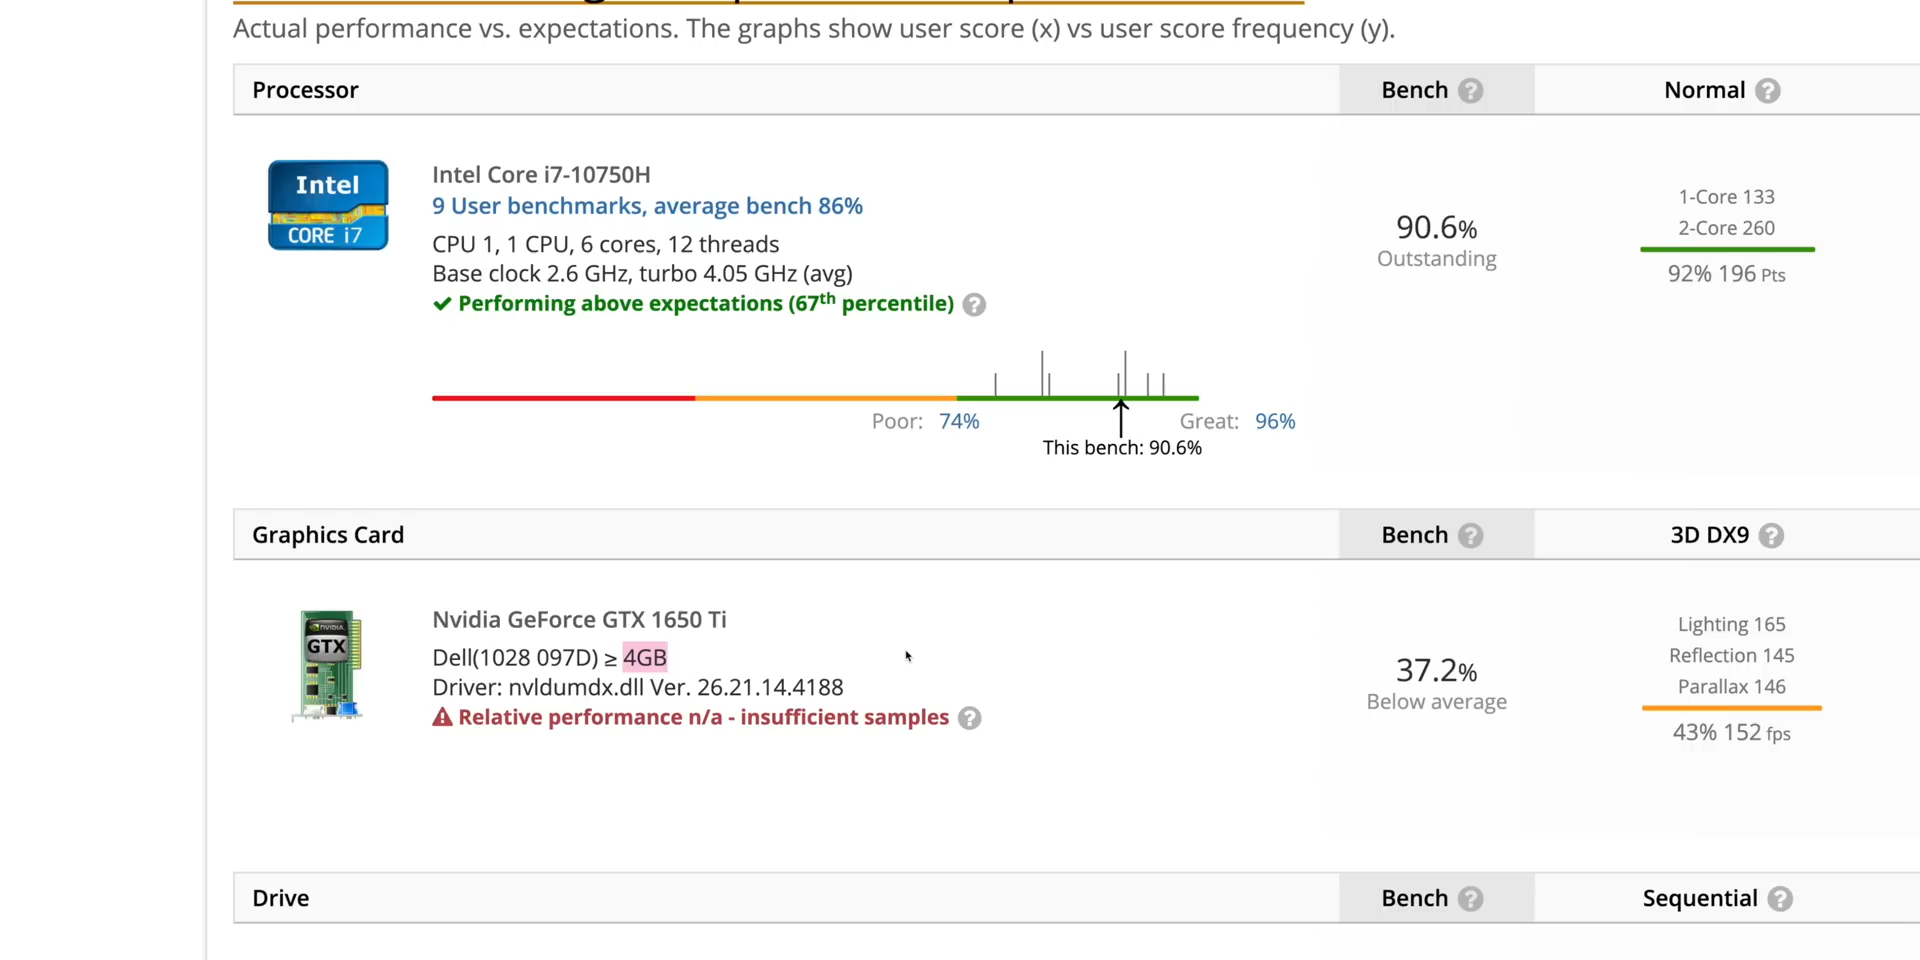 Actual performance vs. expectations. The graphs show user score (x) vs user score frequency (y).
Processor
Bench ?
Normal ?
Intel
CORE i7
Intel Core i7-10750H
9 User benchmarks, average bench 86%
CPU 1, 1 CPU, 6 cores, 12 threads
Base clock 2.6 GHz, turbo 4.05 GHz (avg)
✔ Performing above expectations (67th percentile) ?
90.6%
Outstanding
1-Core 133
2-Core 260
92% 196 Pts
Poor: 74%
Great: 96%
This bench: 90.6%
Graphics Card
Bench ?
3D DX9 ?
NVIDIA
GTX
Nvidia GeForce GTX 1650 Ti
Dell(1028 097D) ≥ 4GB
Driver: nvldumdx.dll Ver. 26.21.14.4188
Relative performance n/a - insufficient samples ?
37.2%
Below average
Lighting 165
Reflection 145
Parallax 146
43% 152 fps
Drive
Bench ?
Sequential ?